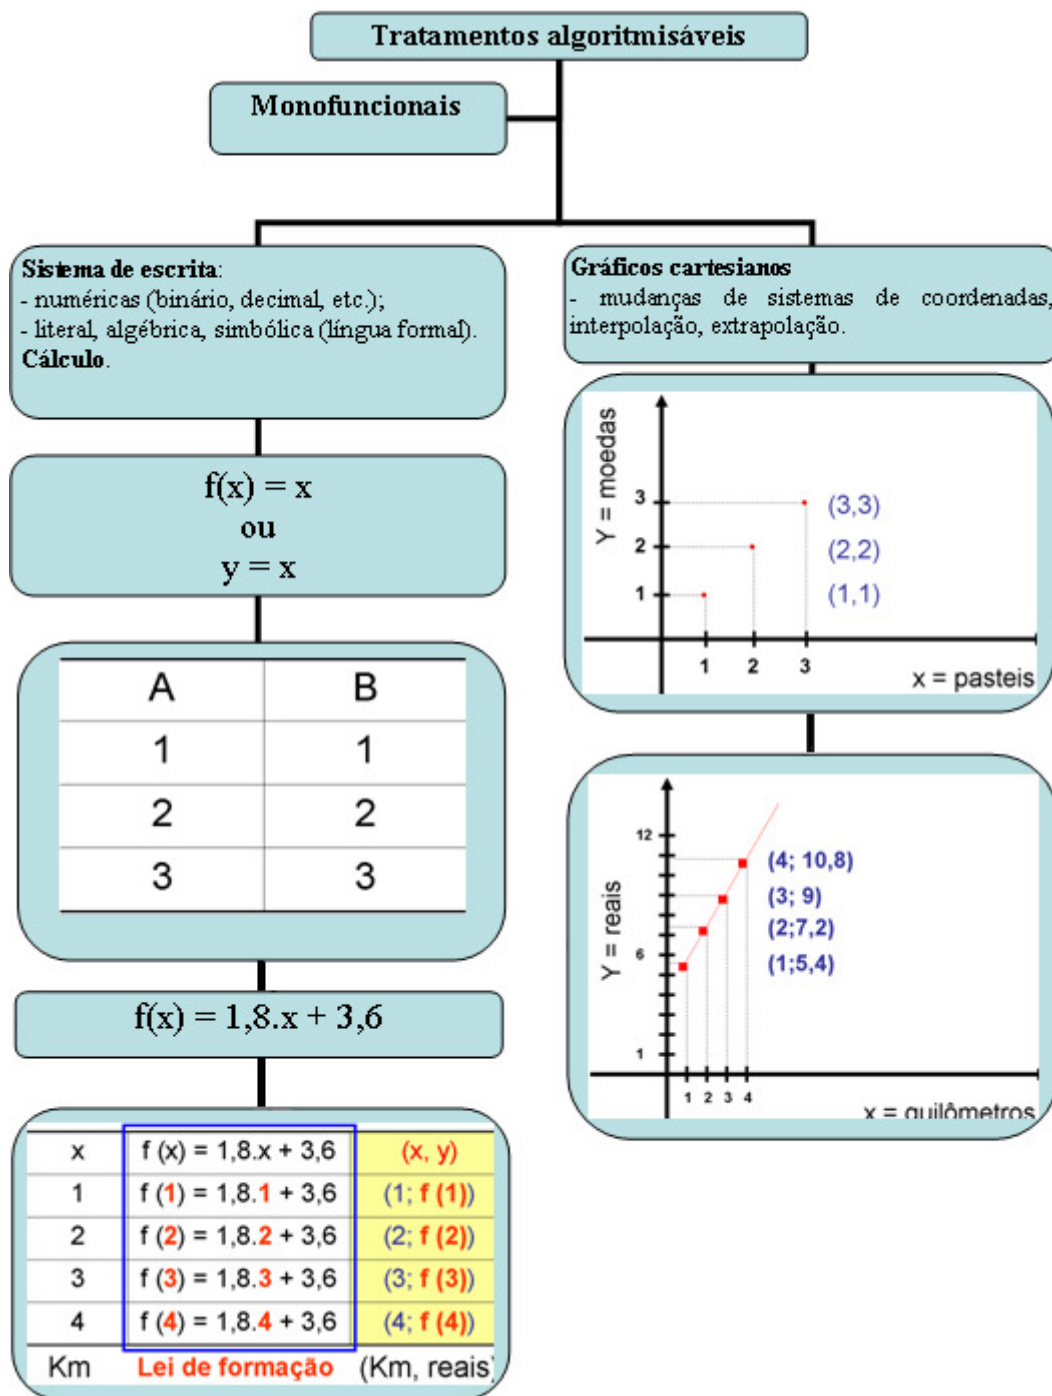 Tratamentos algoritmisáveis
Monofuncionais
Sistema de escrita:
- numéricas (binário, decimal, etc.);
- literal, algébrica, simbólica (língua formal).
Cálculo.
f(x) = x
ou
y = x
A B
1 1
2 2
3 3
f(x) = 1,8.x + 3,6
x f (x) = 1,8.x + 3,6 (x, y)
1 f (1) = 1,8.1 + 3,6 (1; f (1))
2 f (2) = 1,8.2 + 3,6 (2; f (2))
3 f (3) = 1,8.3 + 3,6 (3; f (3))
4 f (4) = 1,8.4 + 3,6 (4; f (4))
Km Lei de formação (Km, reais)
Gráficos cartesianos
- mudanças de sistemas de coordenadas,
interpolação, extrapolação.
Y = moedas
3 (3,3)
2 (2,2)
1 (1,1)
1 2 3
x = pasteis
Y = reais
12
(4; 10,8)
(3; 9)
(2;7,2)
6
(1;5,4)
1
1 2 3 4
x = quilômetros